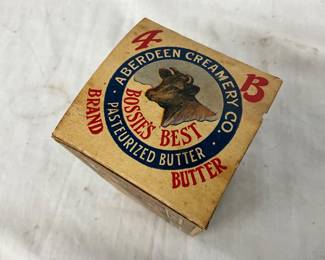 4 B
ABERDEEN CREAMERY CO.
BOSSIE'S BEST
PASTEURIZED BUTTER
BRAND
BUTTER